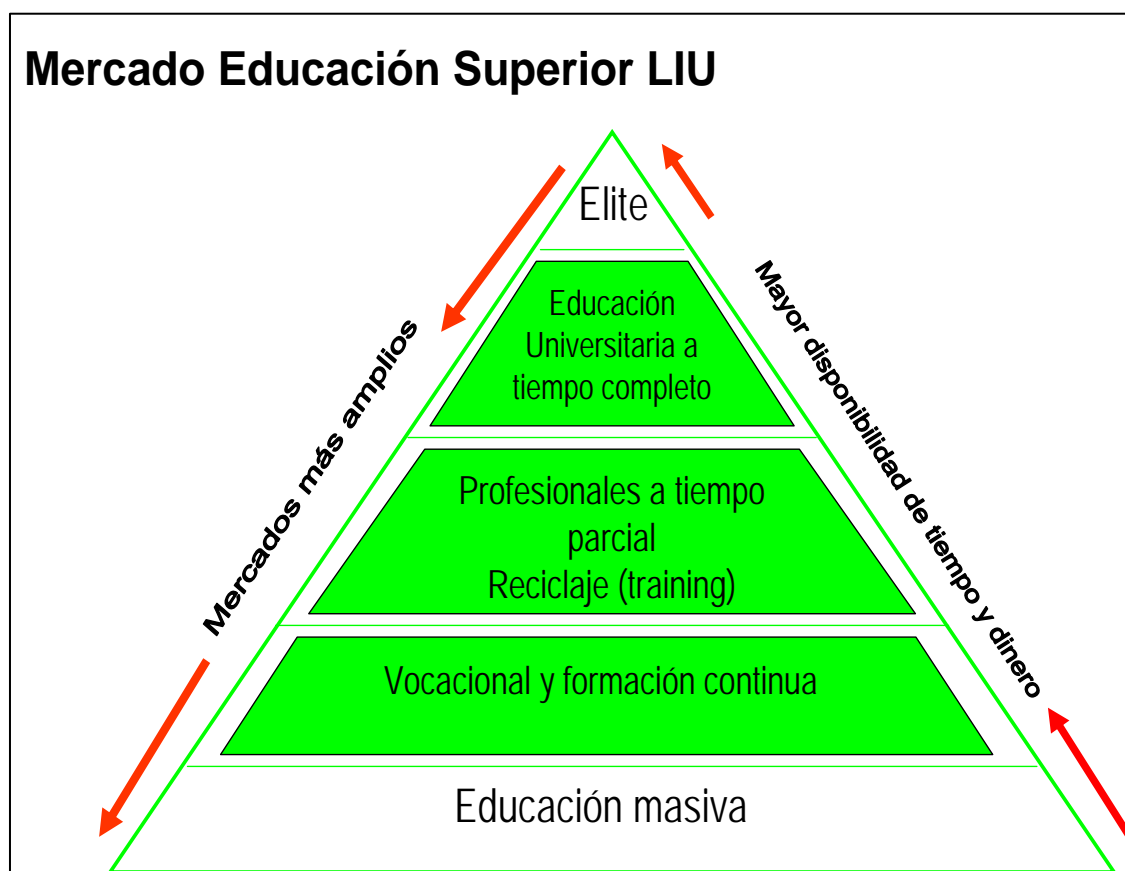 Mercado Educación Superior LIU
Elite
Educación
Universitaria a
tiempo completo
Mercados más amplios
Mayor disponibilidad de tiempo y dinero
Profesionales a tiempo
parcial
Reciclaje (training)
Vocacional y formación continua
Educación masiva